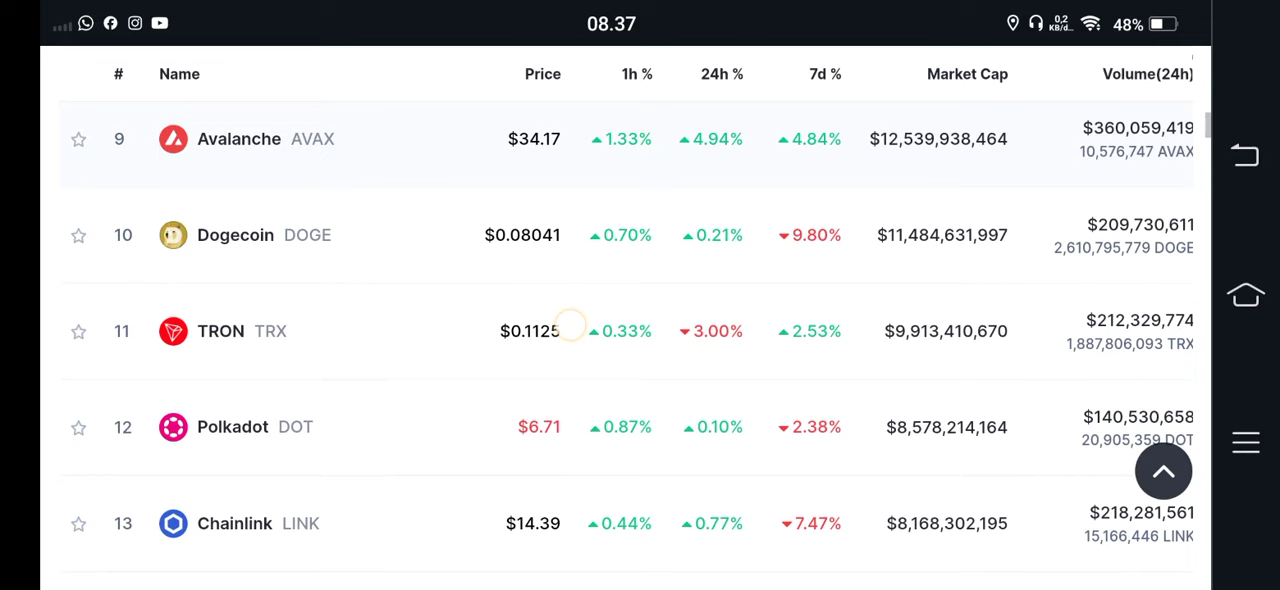 08.37
0,2
KB/d...
48%
# Name Price 1h % 24h % 7d % Market Cap Volume(24h)
9 Avalanche AVAX $34.17 1.33% 4.94% 4.84% $12,539,938,464 $360,059,419
10,576,747 AVAX
10 Dogecoin DOGE $0.08041 0.70% 0.21% 9.80% $11,484,631,997 $209,730,611
2,610,795,779 DOGE
11 TRON TRX $0.1125 0.33% 3.00% 2.53% $9,913,410,670 $212,329,774
1,887,806,093 TRX
12 Polkadot DOT $6.71 0.87% 0.10% 2.38% $8,578,214,164 $140,530,658
20,905,359 DOT
13 Chainlink LINK $14.39 0.44% 0.77% 7.47% $8,168,302,195 $218,281,561
15,166,446 LINK